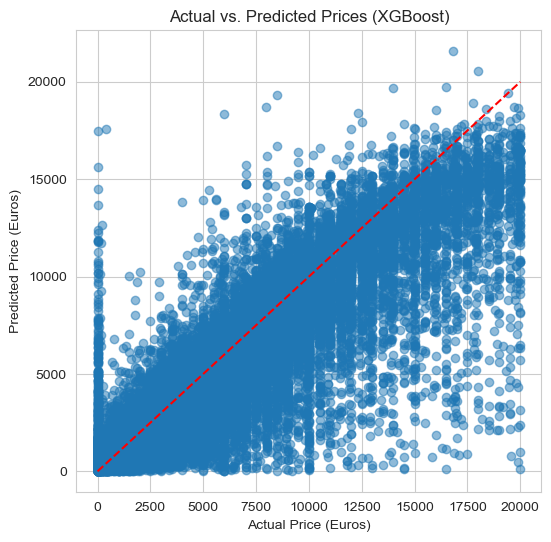 Actual vs. Predicted Prices (XGBoost)
20000
15000
10000
5000
0
Predicted Price (Euros)
0 2500 5000 7500 10000 12500 15000 17500 20000
Actual Price (Euros)